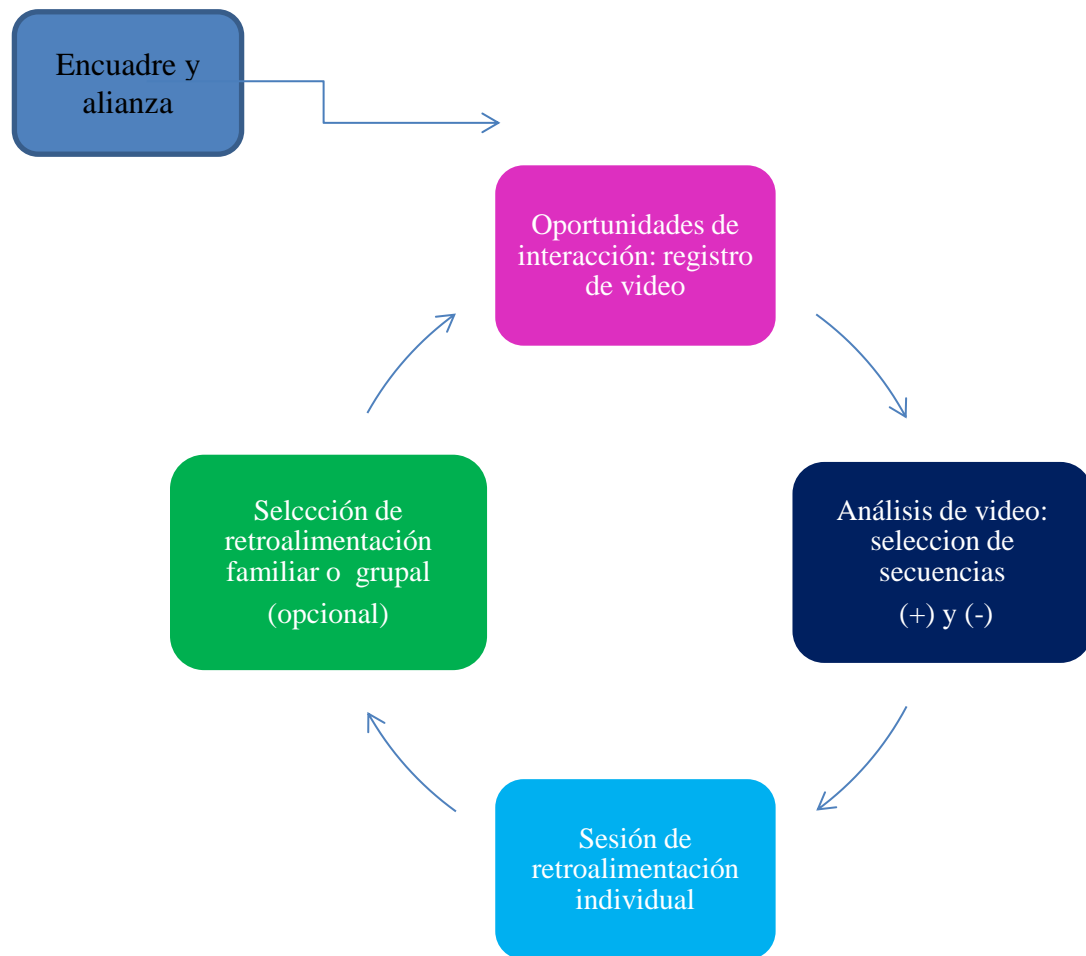 Encuadre y
alianza
Oportunidades de
interacción: registro
de video
Análisis de video:
seleccion de
secuencias
(+) y (-)
Sesión de
retroalimentación
individual
Selccción de
retroalimentación
familiar o  grupal
(opcional)